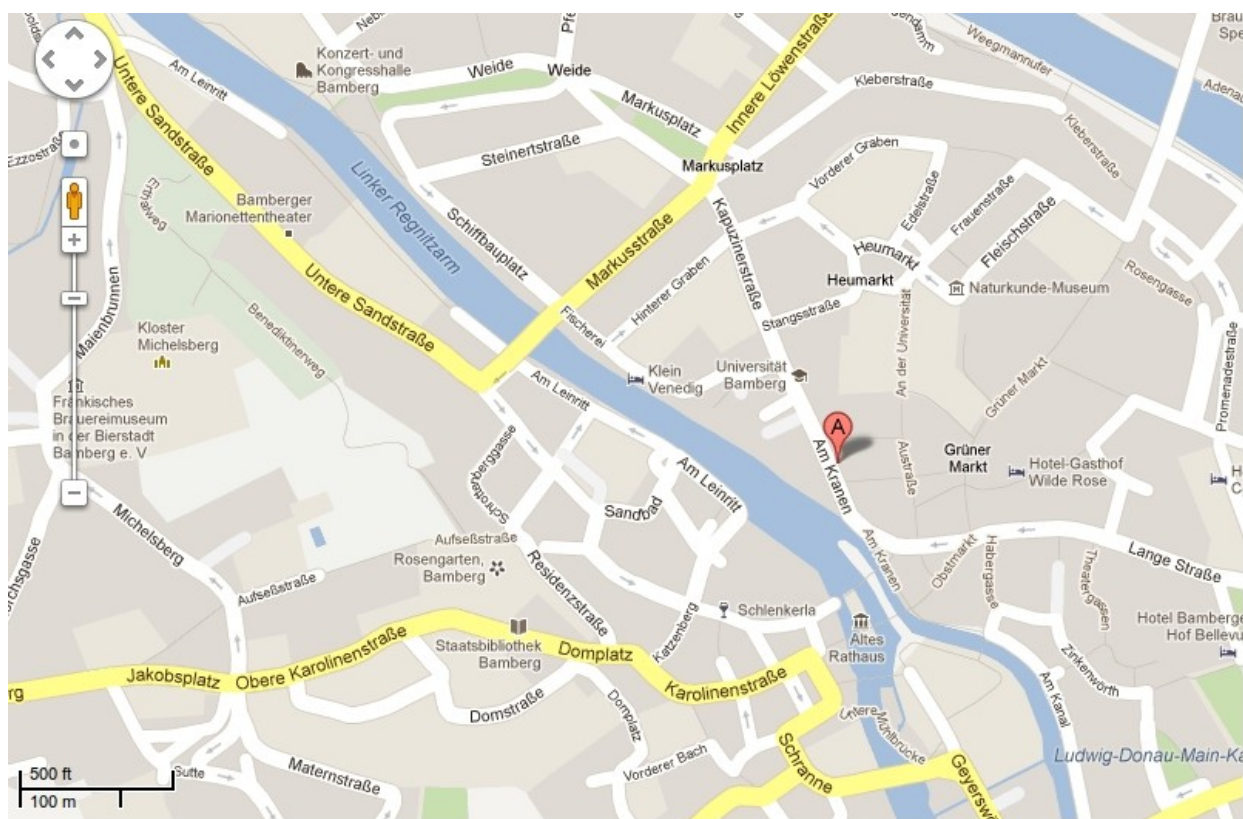 Am Leinritt
Konzert- und
Kongresshalle
Bamberg
Weide
Weide
Markusplatz
Innere Löwenstraße
Kleberstraße
Weegmannufer
Untere Sandstraße
Ezzostraße
Steinertstraße
Markusplatz
Vorderer Graben
Kleberstraße
Linker Regnitzarm
Edelstraße
Frauenstraße
Fleischstraße
Bamberger
Marionettentheater
Schiffbauplatz
Markusstraße
Kapuzinerstraße
Heumarkt
Heumarkt
Rosengasse
Hinterer Graben
Naturkunde-Museum
Maienbrunnen
Untere Sandstraße
Benediktinerweg
Fischerei
Stangsstraße
An der Universität
Kloster
Michelsberg
Klein
Venedig
Universität
Bamberg
Grüner Markt
Promenadestraße
Fränkisches
Brauereimuseum
in der Bierstadt
Bamberg e. V
Am Leinritt
A
Schrottenberggasse
Am Leinritt
Am Kranen
Austraße
Grüner
Markt
Hotel-Gasthof
Wilde Rose
Michelsberg
Sandbad
Aufseßstraße
Rosengarten,
Bamberg
Residenzstraße
Am Kranen
Obstmarkt
Habergasse
Theatergassen
Lange Straße
Aufseßstraße
Schlenkerla
Katzenberg
Altes
Rathaus
Hotel Bamberge
Hof Bellevu
Staatsbibliothek
Bamberg
Domplatz
Jakobsplatz
Obere Karolinenstraße
Karolinenstraße
Zinkenwörth
Am Kanal
Domstraße
Domplatz
Untere Mühlbrücke
Schranne
Vorderer Bach
Sutte
Maternstraße
Geyerswö
Ludwig-Donau-Main-Ka
500 ft
100 m